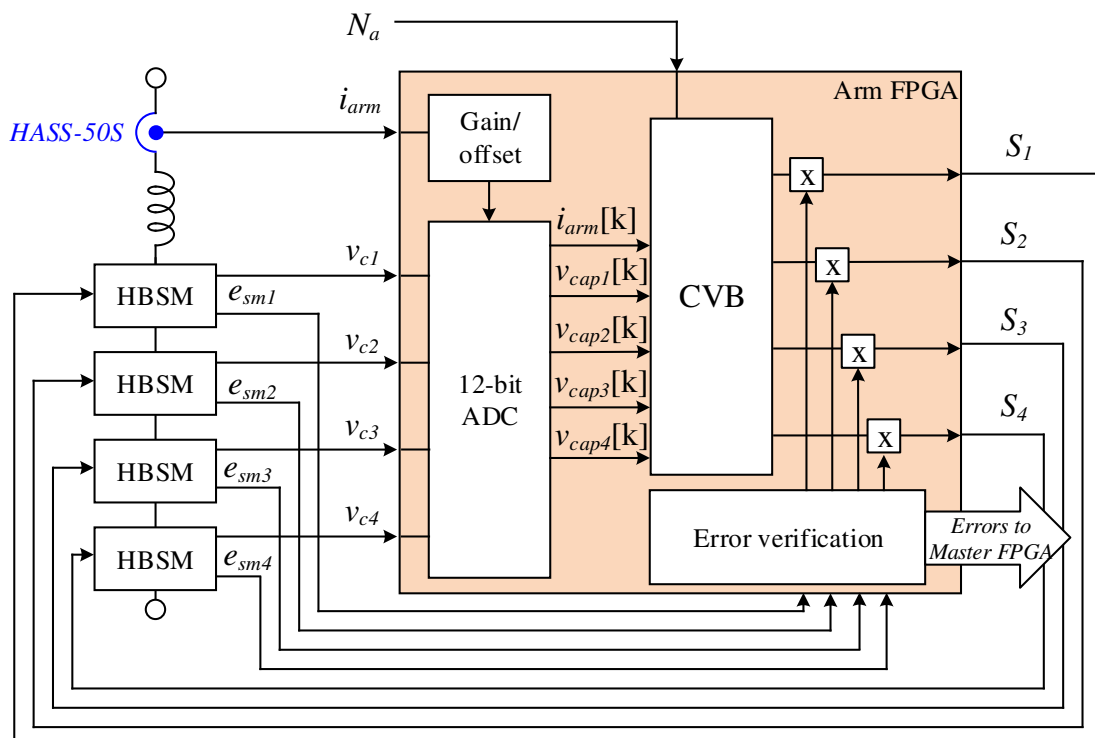 N_a
Arm FPGA
i_arm
HASS-50S
Gain/
offset
S_1
x
i_arm[k]
S_2
v_c1
x
HBSM
v_cap1[k]
CVB
e_sm1
S_3
v_cap2[k]
v_c2
x
HBSM
12-bit
ADC
e_sm2
v_cap3[k]
S_4
v_cap4[k]
x
v_c3
HBSM
e_sm3
v_c4
Error verification
Errors to
Master FPGA
HBSM
e_sm4